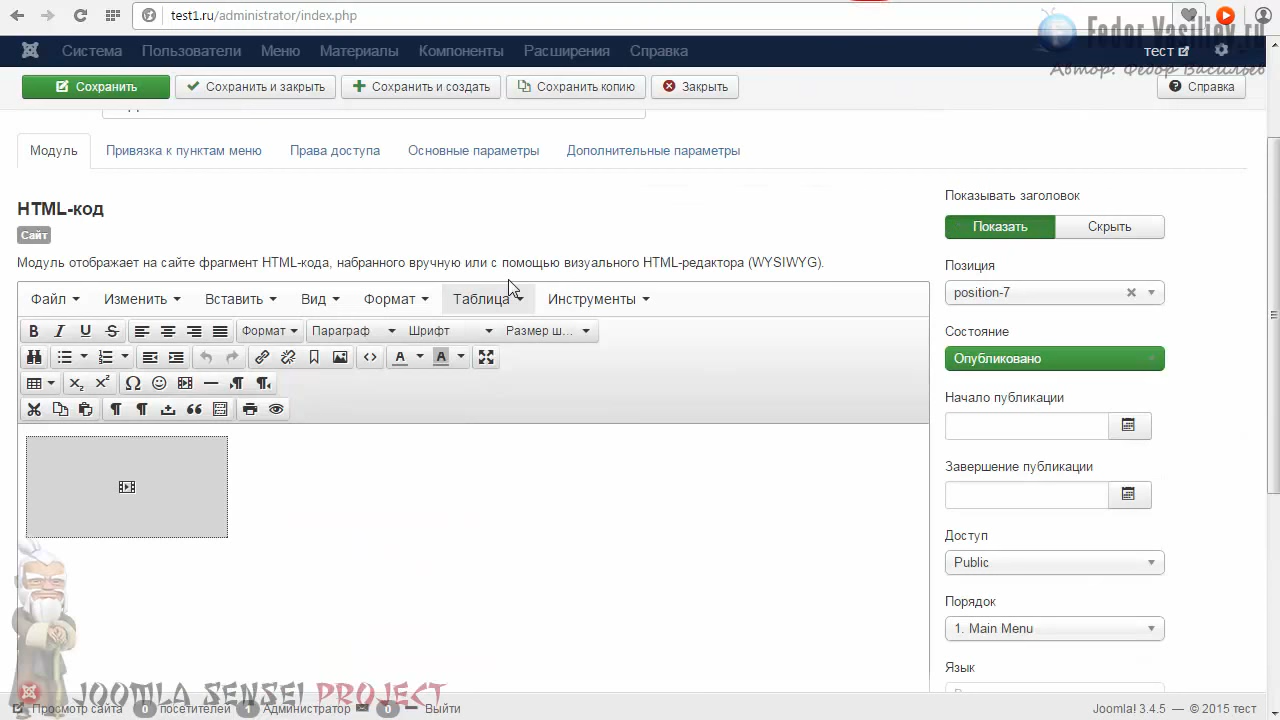 test1.ru/administrator/index.php
Fedor Vasiliev.ru
Система Пользователи Меню Материалы Компоненты Расширения Справка тест
Автор: Федор Васильев
Сохранить Сохранить и закрыть Сохранить и создать Сохранить копию Закрыть Справка
Модуль Привязка к пунктам меню Права доступа Основные параметры Дополнительные параметры
HTML-код
Сайт
Модуль отображает на сайте фрагмент HTML-кода, набранного вручную или с помощью визуального HTML-редактора (WYSIWYG).
Файл Изменить Вставить Вид Формат Таблица Инструменты
B I U S Формат Параграф Шрифт Размер ш...
A A
Показывать заголовок
Показать Скрыть
Позиция
position-7
Состояние
Опубликовано
Начало публикации
Завершение публикации
Доступ
Public
Порядок
1. Main Menu
Язык
JOOMLA SENSEI PROJECT
Просмотр сайта 0 посетителей 1 Администратор 0 Выйти
Joomla! 3.4.5 — © 2015 тест